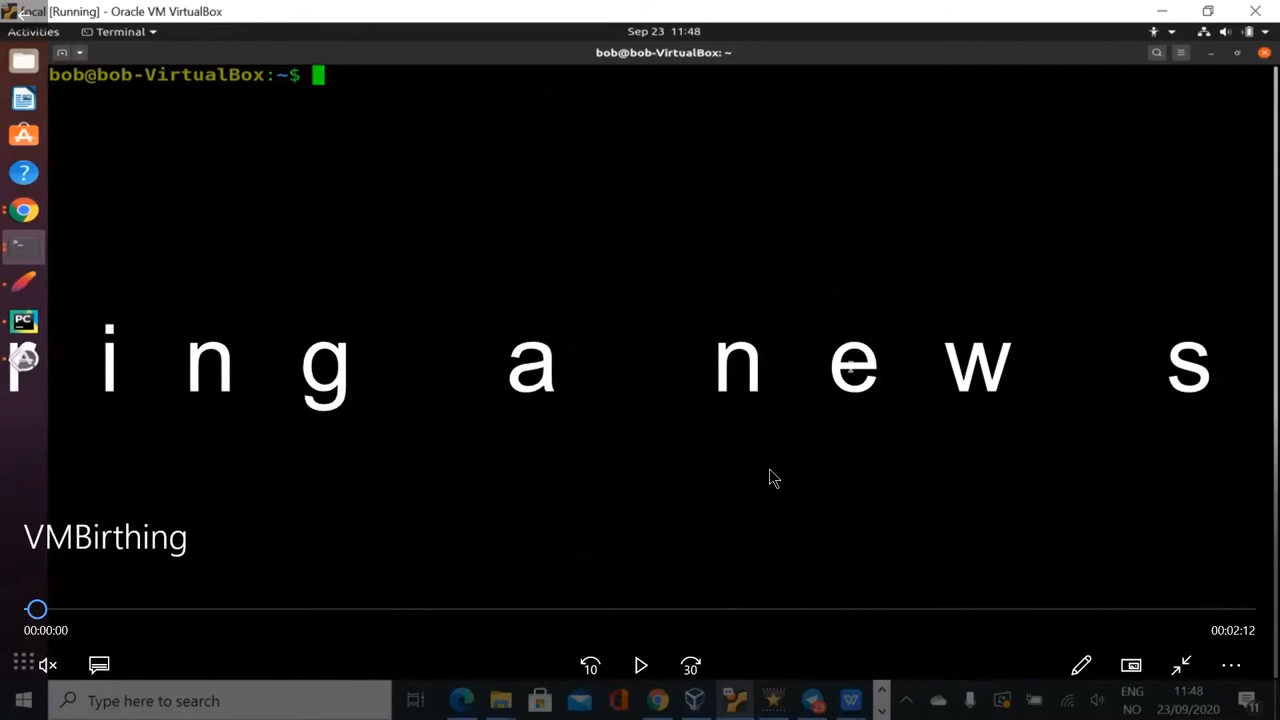 ocal [Running] - Oracle VM VirtualBox
Activities Terminal Sep 23 11:48
bob@bob-VirtualBox: ~
bob@bob-VirtualBox:~$
r i n g a n e w s
VMBirthing
00:00:00 00:02:12
10 30
Type here to search
ENG
NO
11:48
23/09/2020
11